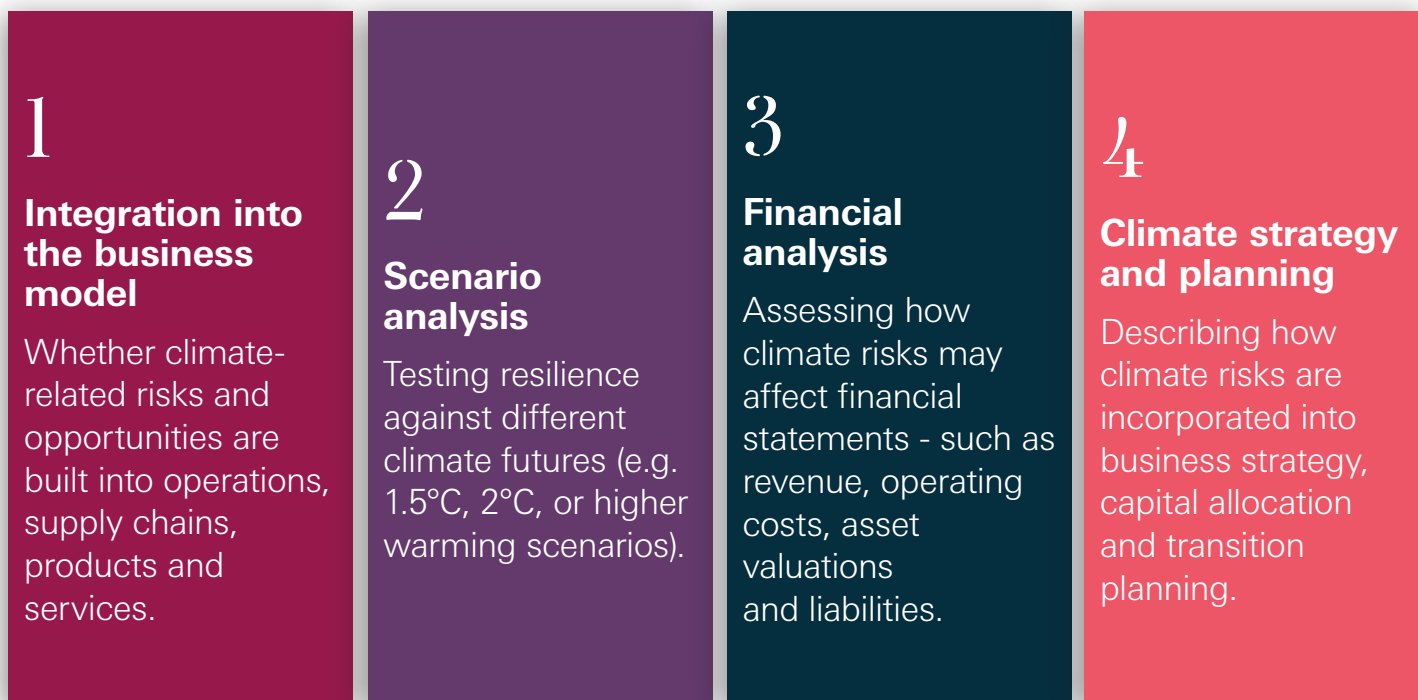 1
Integration into
the business
model
Whether climate-
related risks and
opportunities are
built into operations,
supply chains,
products and
services.
2
Scenario
analysis
Testing resilience
against different
climate futures (e.g.
1.5°C, 2°C, or higher
warming scenarios).
3
Financial
analysis
Assessing how
climate risks may
affect financial
statements - such as
revenue, operating
costs, asset
valuations
and liabilities.
4
Climate strategy
and planning
Describing how
climate risks are
incorporated into
business strategy,
capital allocation
and transition
planning.